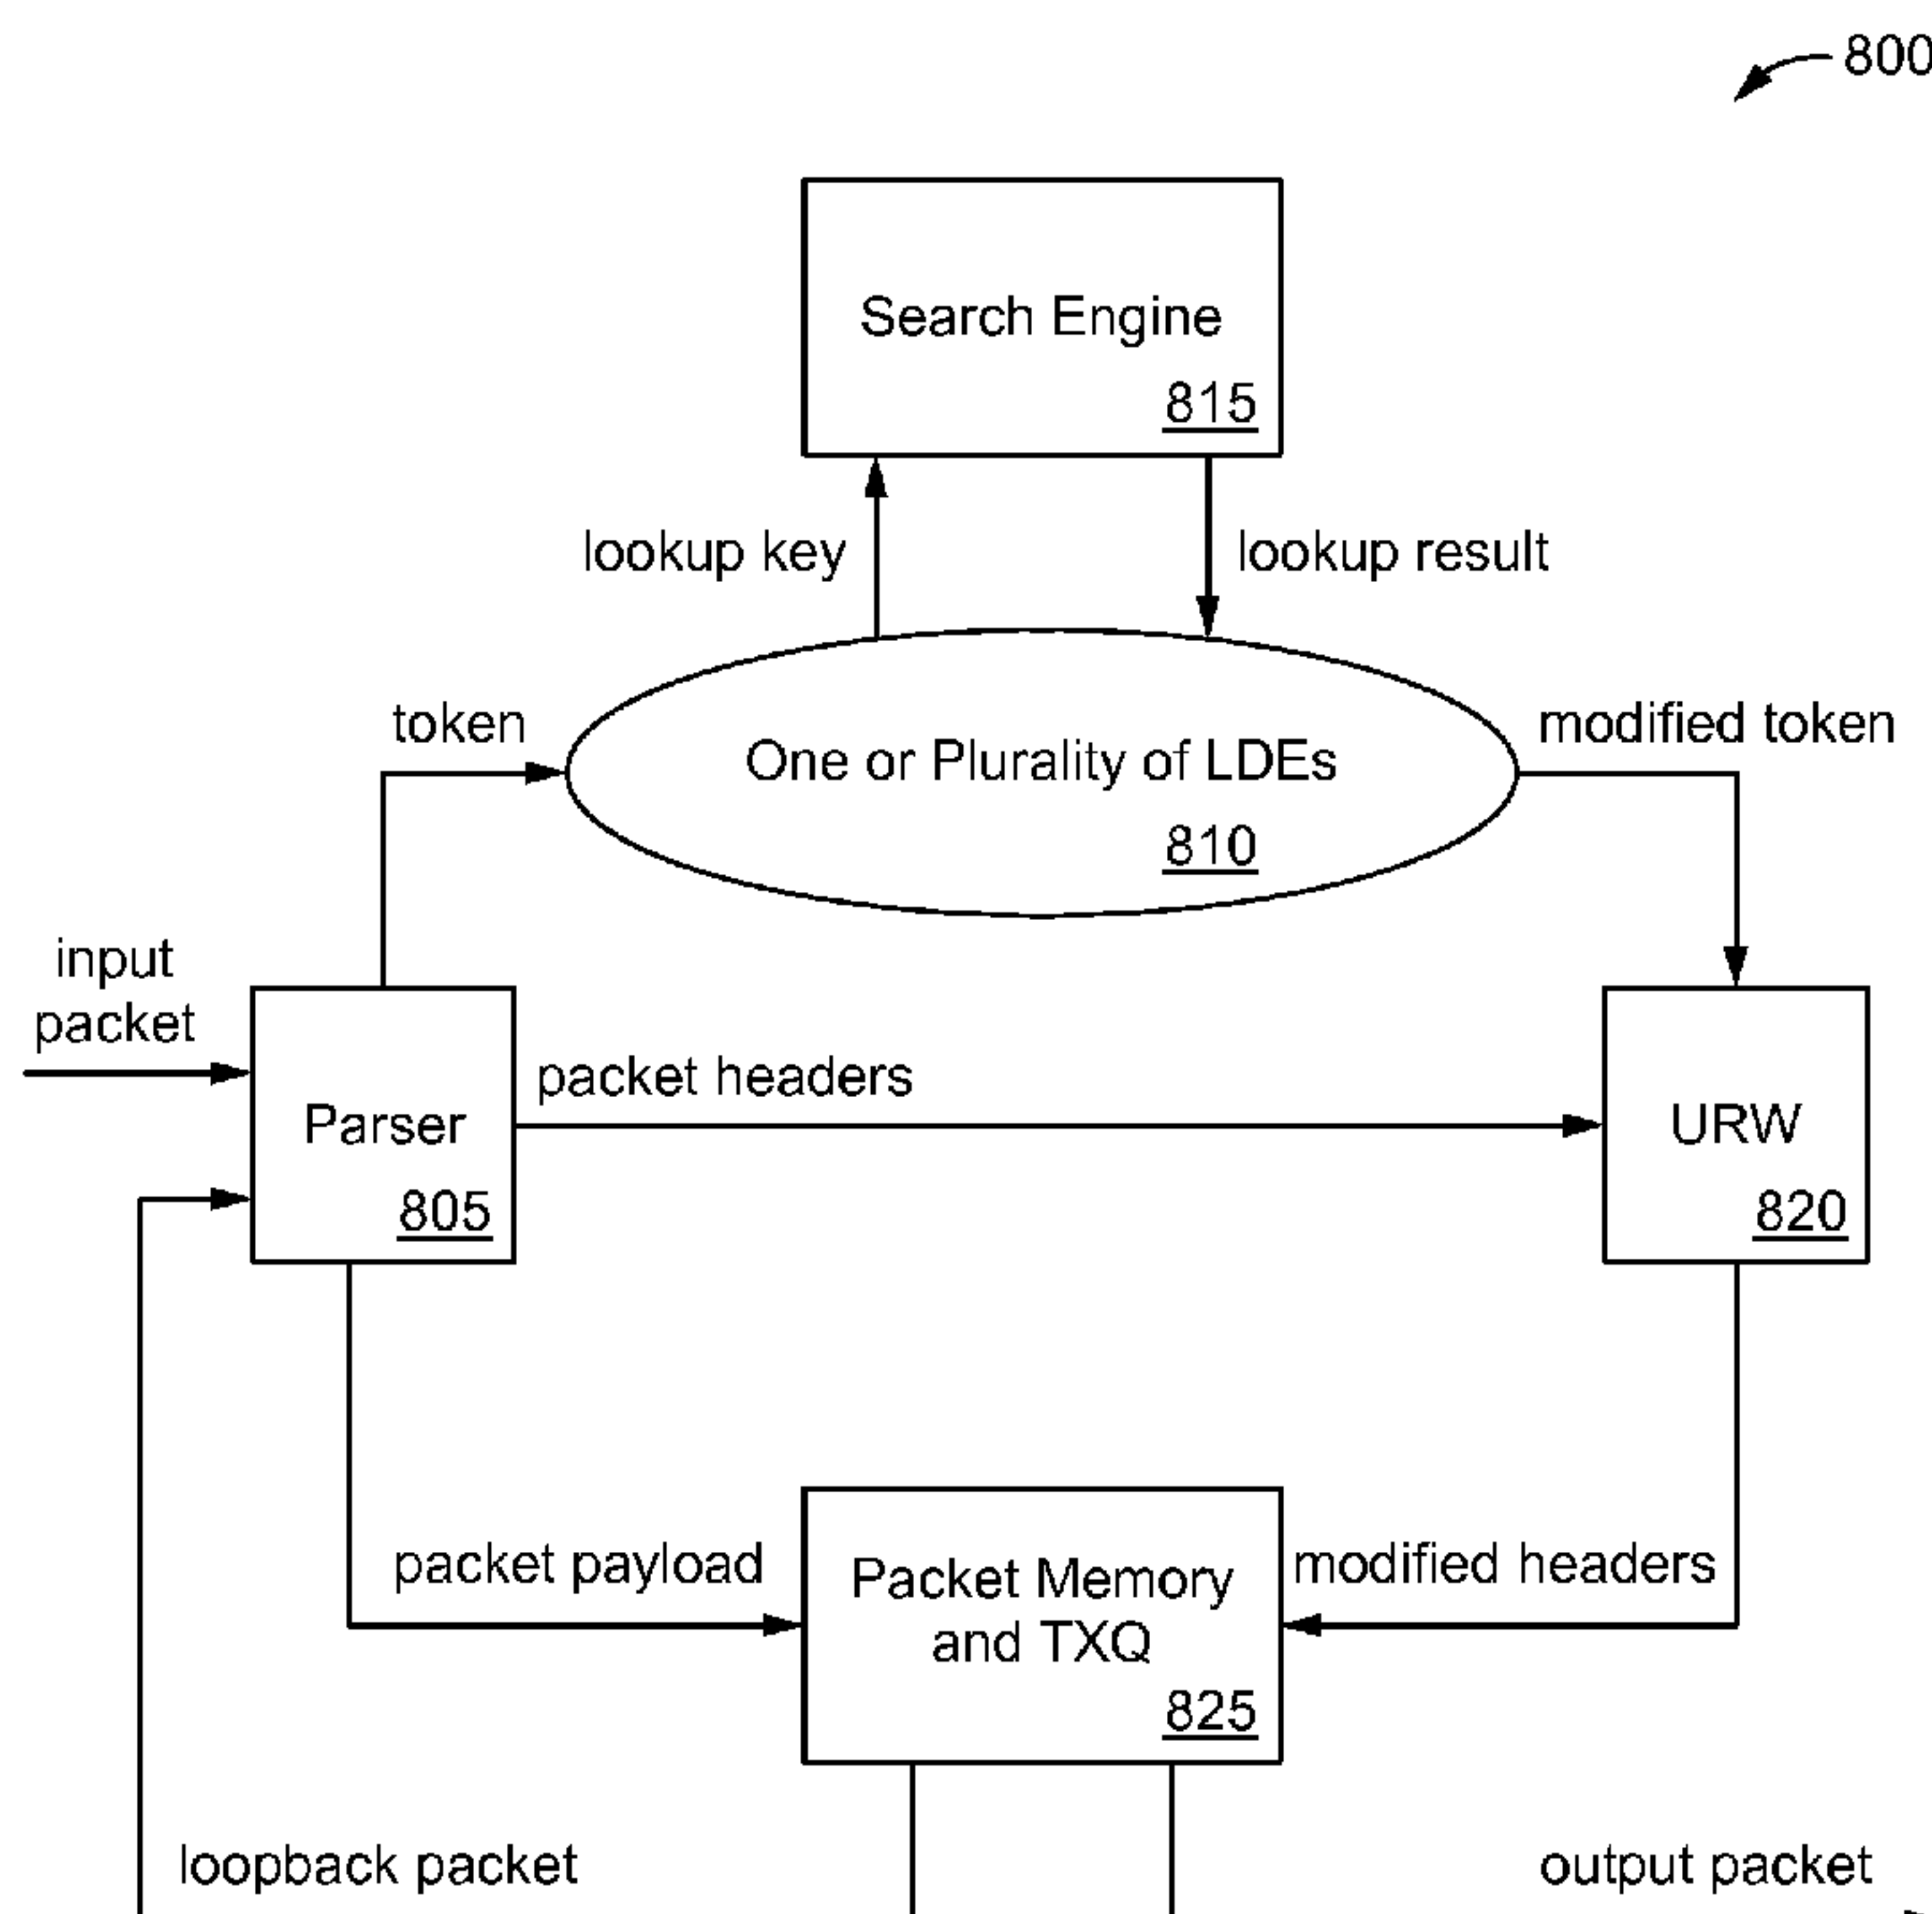 800
Search Engine
815
lookup key
lookup result
token
One or Plurality of LDEs
modified token
810
input
packet
packet headers
Parser
URW
805
820
packet payload
Packet Memory
and TXQ
modified headers
825
loopback packet
output packet